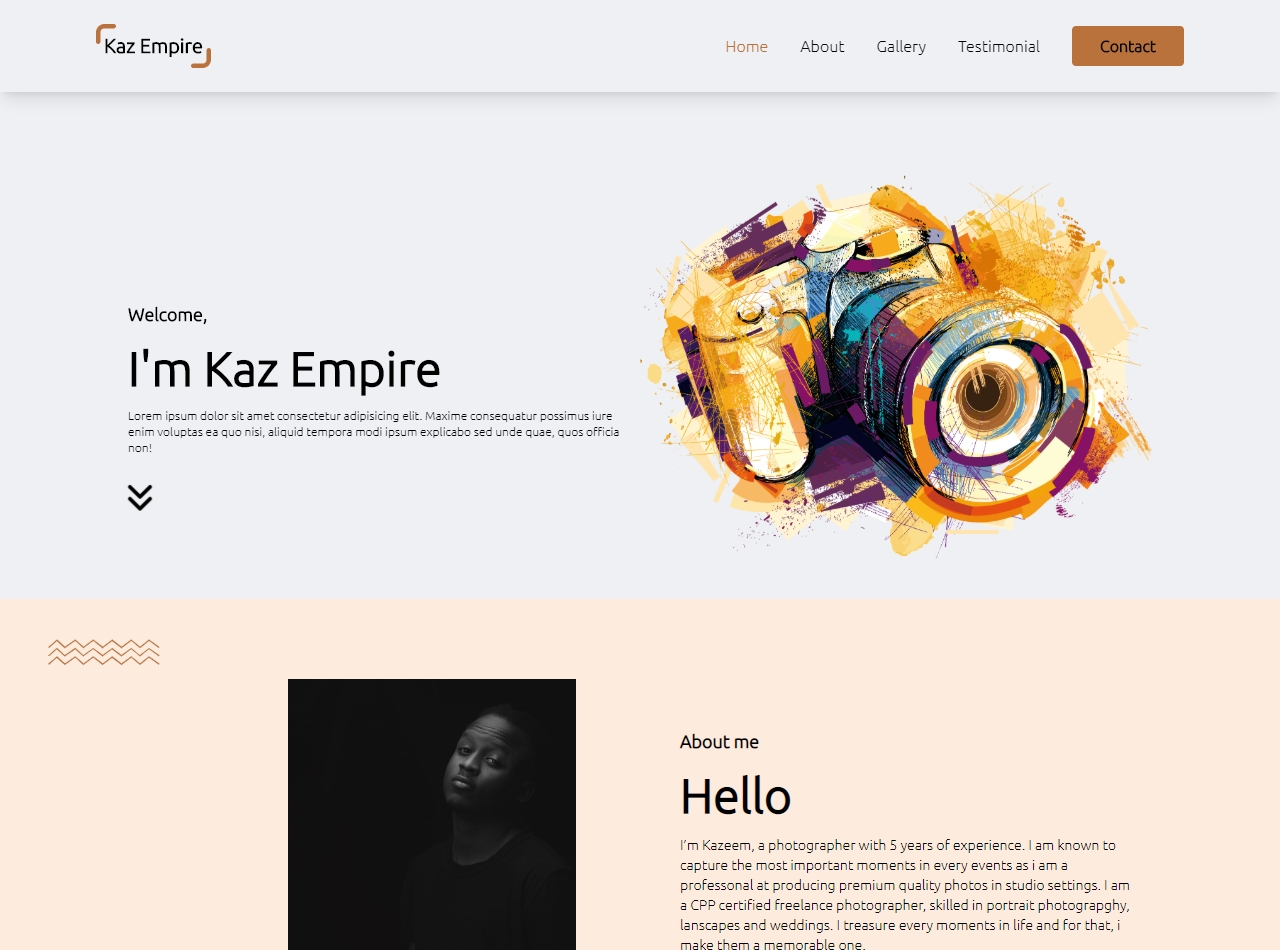 Kaz Empire
Home
About
Gallery
Testimonial
Contact
Welcome,
I'm Kaz Empire
Lorem ipsum dolor sit amet consectetur adipisicing elit. Maxime consequatur possimus iure
enim voluptas ea quo nisi, aliquid tempora modi ipsum explicabo sed unde quae, quos officia
non!
About me
Hello
I’m Kazeem, a photographer with 5 years of experience. I am known to
capture the most important moments in every events as i am a
professonal at producing premium quality photos in studio settings. I am
a CPP certified freelance photographer, skilled in portrait photograpghy,
lanscapes and weddings. I treasure every moments in life and for that, i
make them a memorable one.